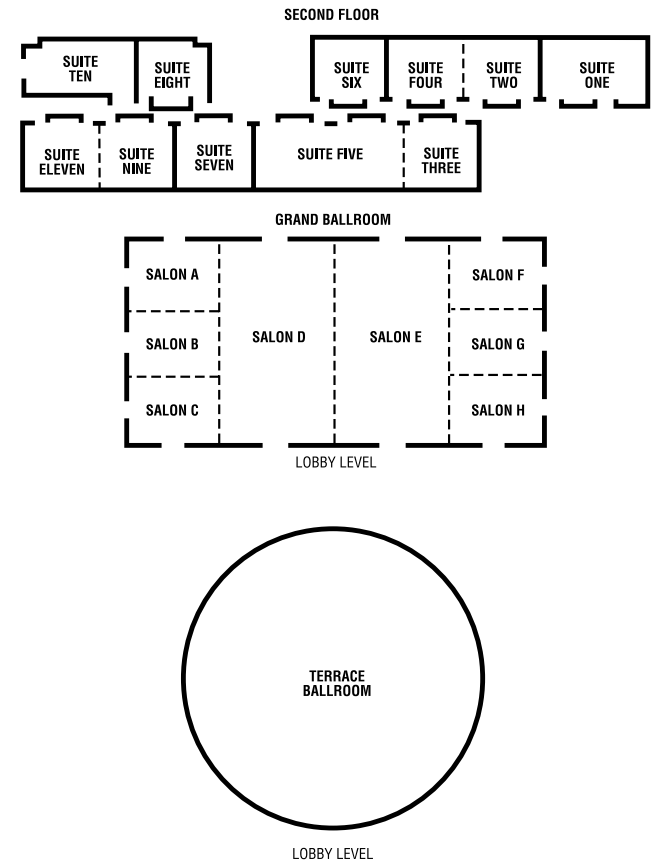 SECOND FLOOR
SUITE
TEN
SUITE
EIGHT
SUITE
SIX
SUITE
FOUR
SUITE
TWO
SUITE
ONE
SUITE
ELEVEN
SUITE
NINE
SUITE
SEVEN
SUITE FIVE
SUITE
THREE
GRAND BALLROOM
SALON A
SALON B
SALON C
SALON D
SALON E
SALON F
SALON G
SALON H
LOBBY LEVEL
TERRACE
BALLROOM
LOBBY LEVEL